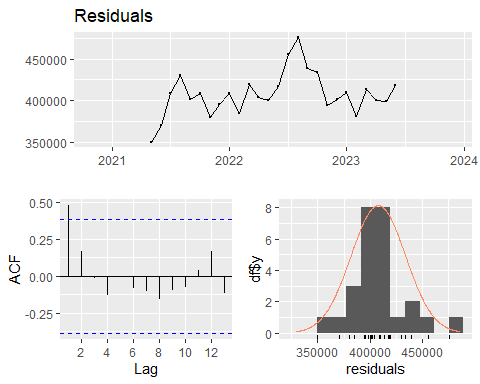 Residuals
450000
400000
350000
2021 2022 2023 2024
0.50
0.25
0.00
-0.25
ACF
2 4 6 8 10 12
Lag
8
6
4
2
0
df$y
350000 400000 450000
residuals